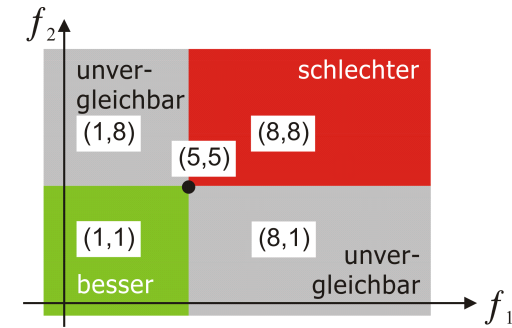 f₂
unver-
gleichbar
schlechter
(1,8)
(8,8)
(5,5)
(1,1)
(8,1)
besser
unver-
gleichbar
f₁